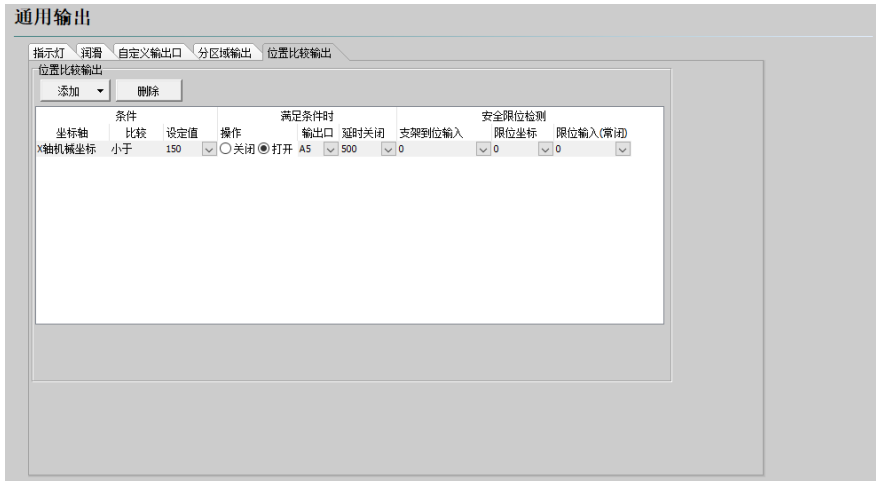 通用输出
指示灯 润滑 自定义输出口 分区域输出 位置比较输出
位置比较输出
添加 删除
条件 满足条件时 安全限位检测
坐标轴 比较 设定值 操作 输出口 延时关闭 支架到位输入 限位坐标 限位输入(常闭)
X轴机械坐标 小于 150 关闭 打开 A5 500 0 0 0